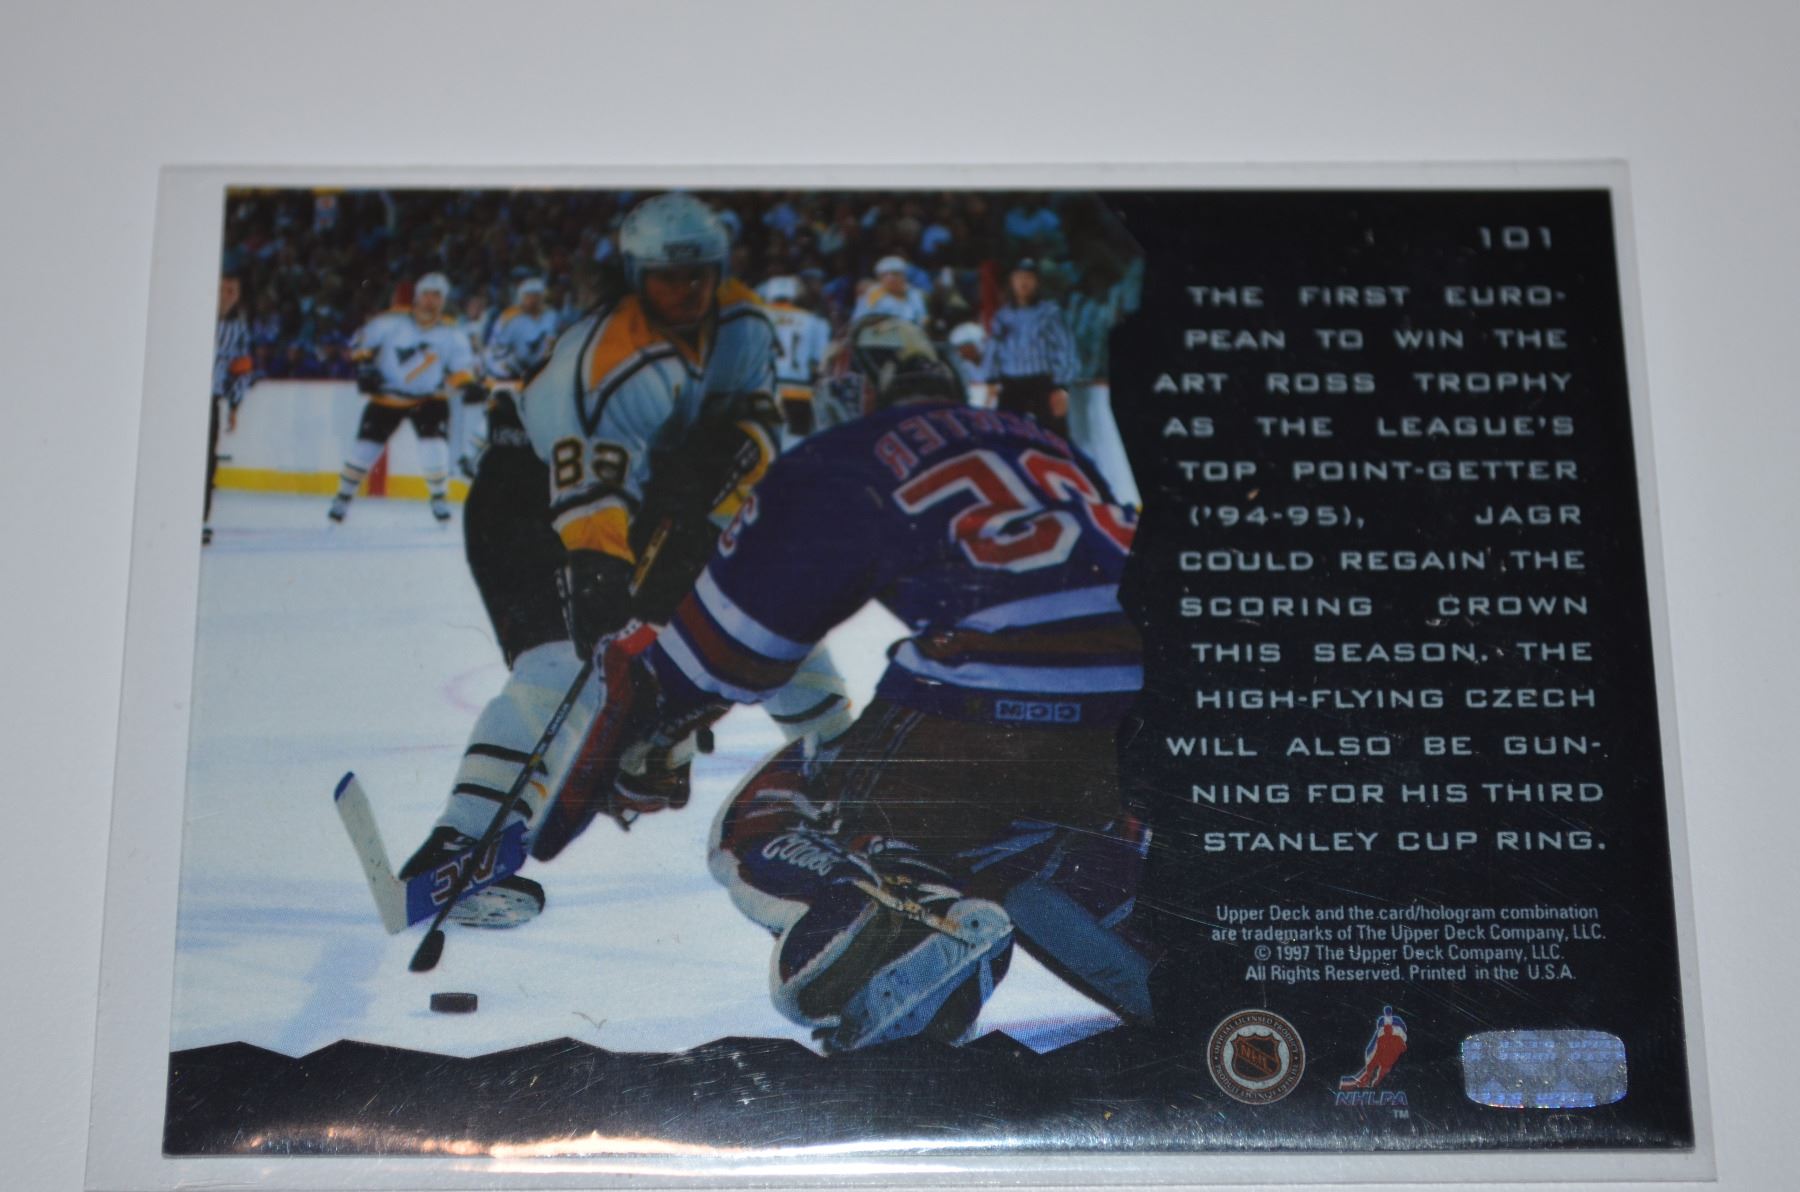 101
THE FIRST EURO-
PEAN TO WIN THE
ART ROSS TROPHY
AS THE LEAGUE'S
TOP POINT-GETTER
('94-95), JAGR
COULD REGAIN THE
SCORING CROWN
THIS SEASON. THE
HIGH-FLYING CZECH
WILL ALSO BE GUN-
NING FOR HIS THIRD
STANLEY CUP RING.
Upper Deck and the card/hologram combination
are trademarks of The Upper Deck Company, LLC.
© 1997 The Upper Deck Company, LLC.
All Rights Reserved. Printed in the U.S.A.
NHL
NHLPA
TM
CCM